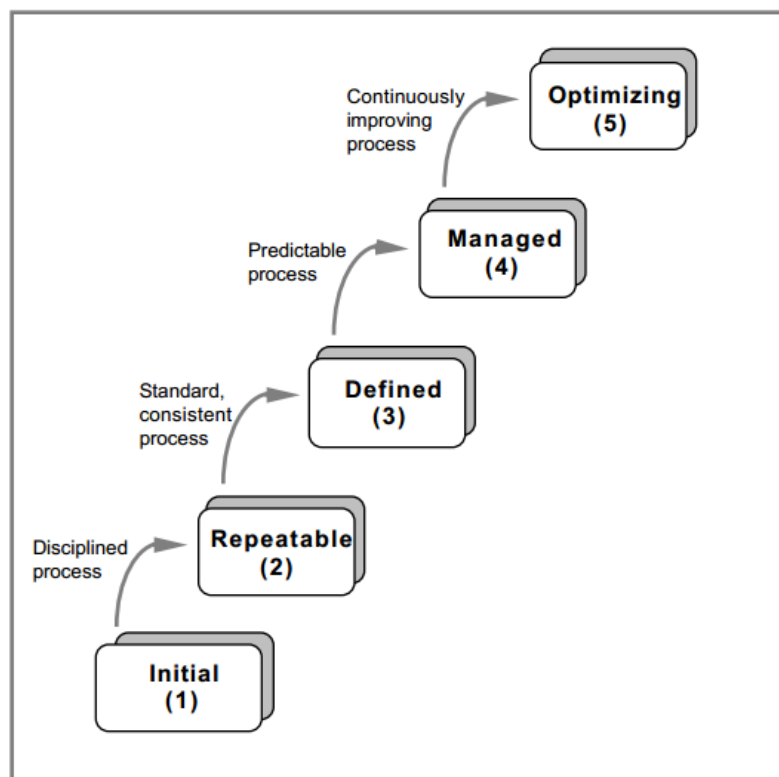 Continuously
improving
process
Optimizing
(5)
Predictable
process
Managed
(4)
Standard,
consistent
process
Defined
(3)
Disciplined
process
Repeatable
(2)
Initial
(1)